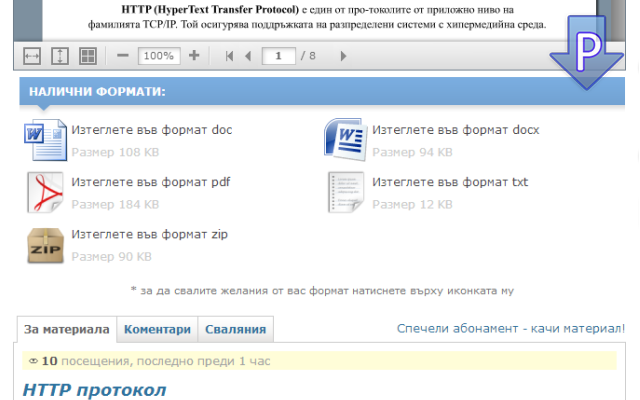 HTTP (HyperText Transfer Protocol) е един от про-токолите от приложно ниво на
фамилията TCP/IP. Той осигурява поддръжката на разпределени системи с хипермедийна среда.
100%
1 / 8
P
НАЛИЧНИ ФОРМАТИ:
W Изтеглете във формат doc
Размер 108 KB
W Изтеглете във формат docx
Размер 94 KB
Изтеглете във формат pdf
Размер 184 KB
Изтеглете във формат txt
Размер 12 KB
ZIP Изтеглете във формат zip
Размер 90 KB
* за да свалите желания от вас формат натиснете върху иконката му
За материала Коментари Сваляния Спечели абонамент - качи материал!
10 посещения, последно преди 1 час
HTTP протокол